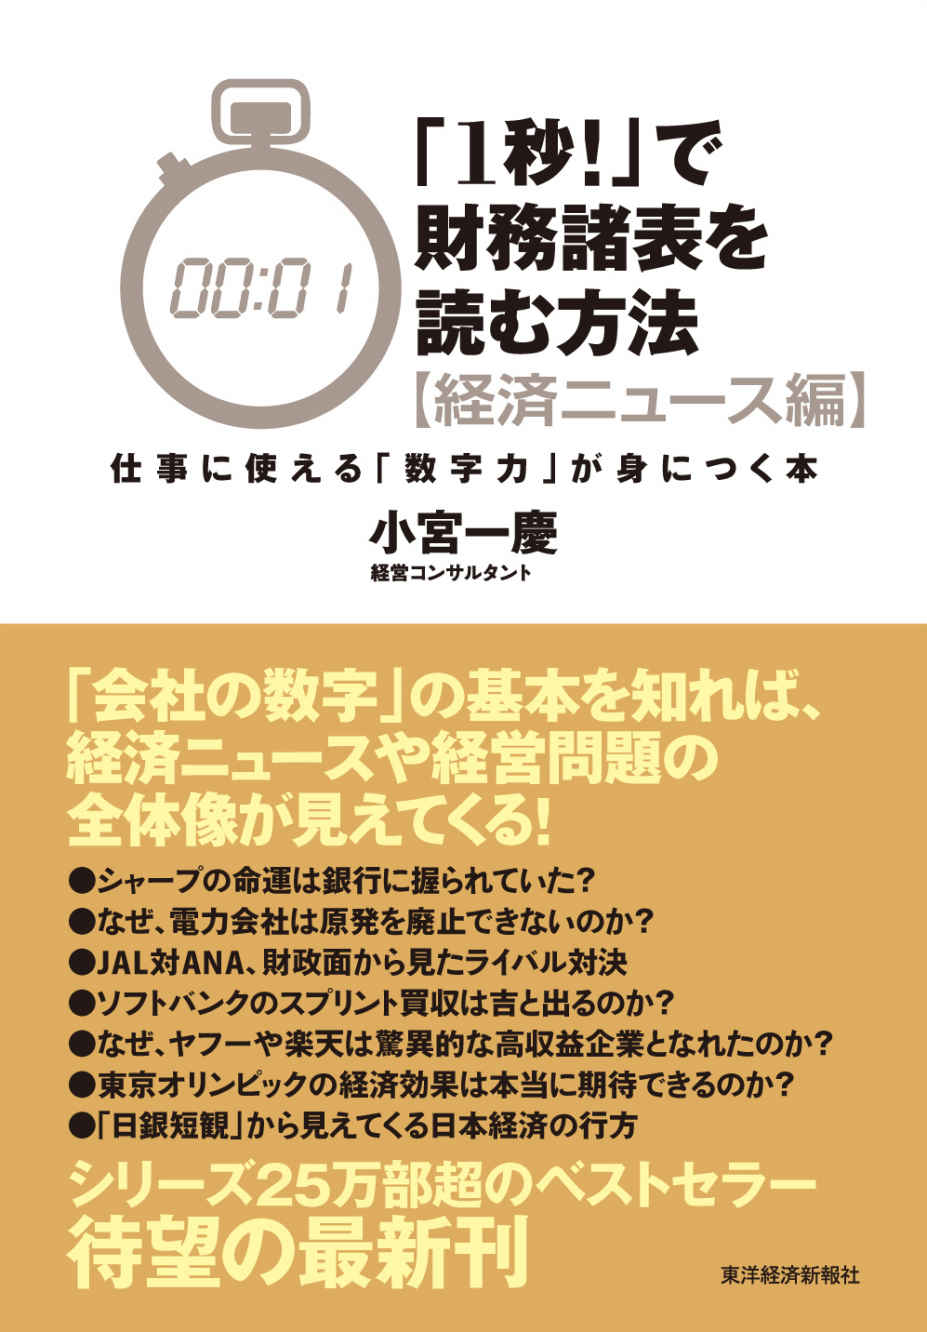 「1秒！」で
財務諸表を
読む方法
【経済ニュース編】
00:01
仕事に使える「数字力」が身につく本
小宮一慶
経営コンサルタント
「会社の数字」の基本を知れば、
経済ニュースや経営問題の
全体像が見えてくる！
●シャープの命運は銀行に握られていた？
●なぜ、電力会社は原発を廃止できないのか？
●JAL対ANA、財政面から見たライバル対決
●ソフトバンクのスプリント買収は吉と出るのか？
●なぜ、ヤフーや楽天は驚異的な高収益企業となれたのか？
●東京オリンピックの経済効果は本当に期待できるのか？
●「日銀短観」から見えてくる日本経済の行方
シリーズ25万部超のベストセラー
待望の最新刊
東洋経済新報社